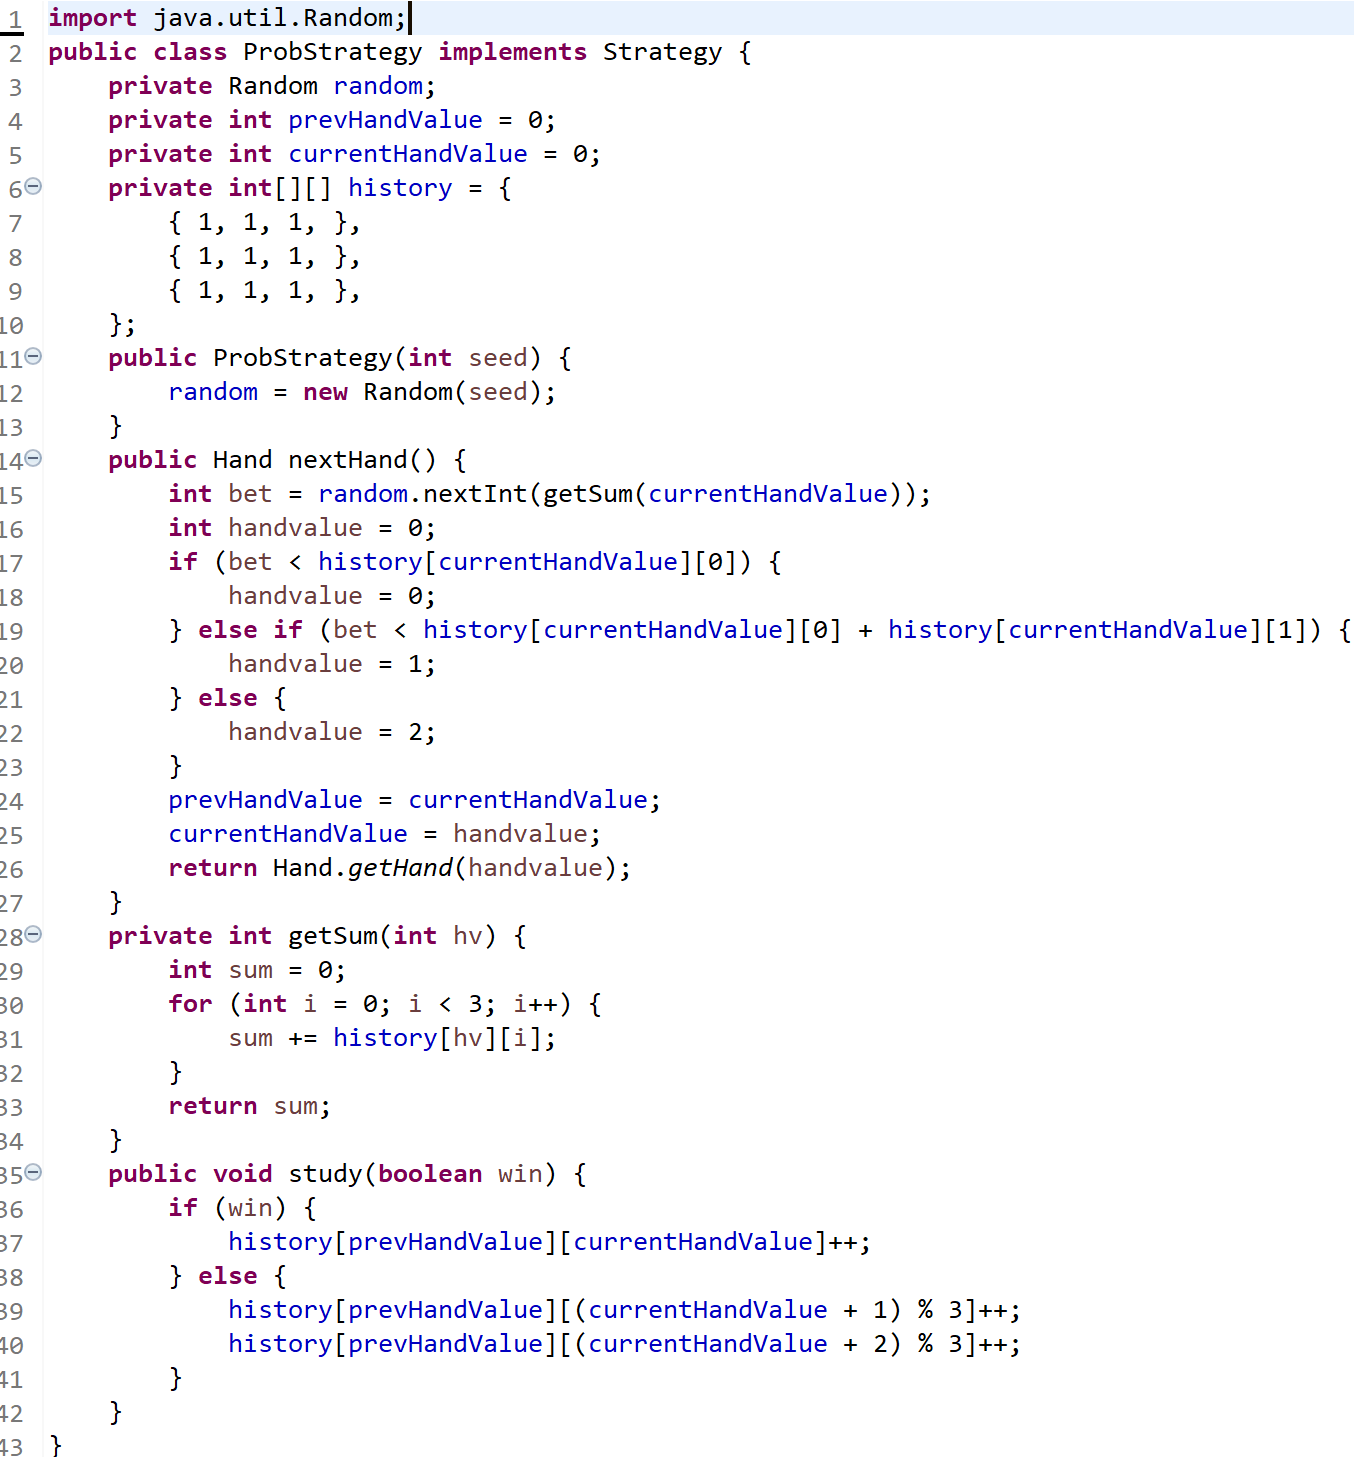 1 import java.util.Random;
2 public class ProbStrategy implements Strategy {
3     private Random random;
4     private int prevHandValue = 0;
5     private int currentHandValue = 0;
6     private int[][] history = {
7         { 1, 1, 1, },
8         { 1, 1, 1, },
9         { 1, 1, 1, },
10     };
11     public ProbStrategy(int seed) {
12         random = new Random(seed);
13     }
14     public Hand nextHand() {
15         int bet = random.nextInt(getSum(currentHandValue));
16         int handvalue = 0;
17         if (bet < history[currentHandValue][0]) {
18             handvalue = 0;
19         } else if (bet < history[currentHandValue][0] + history[currentHandValue][1]) {
20             handvalue = 1;
21         } else {
22             handvalue = 2;
23         }
24         prevHandValue = currentHandValue;
25         currentHandValue = handvalue;
26         return Hand.getHand(handvalue);
27     }
28     private int getSum(int hv) {
29         int sum = 0;
30         for (int i = 0; i < 3; i++) {
31             sum += history[hv][i];
32         }
33         return sum;
34     }
35     public void study(boolean win) {
36         if (win) {
37             history[prevHandValue][currentHandValue]++;
38         } else {
39             history[prevHandValue][(currentHandValue + 1) % 3]++;
40             history[prevHandValue][(currentHandValue + 2) % 3]++;
41         }
42     }
43 }